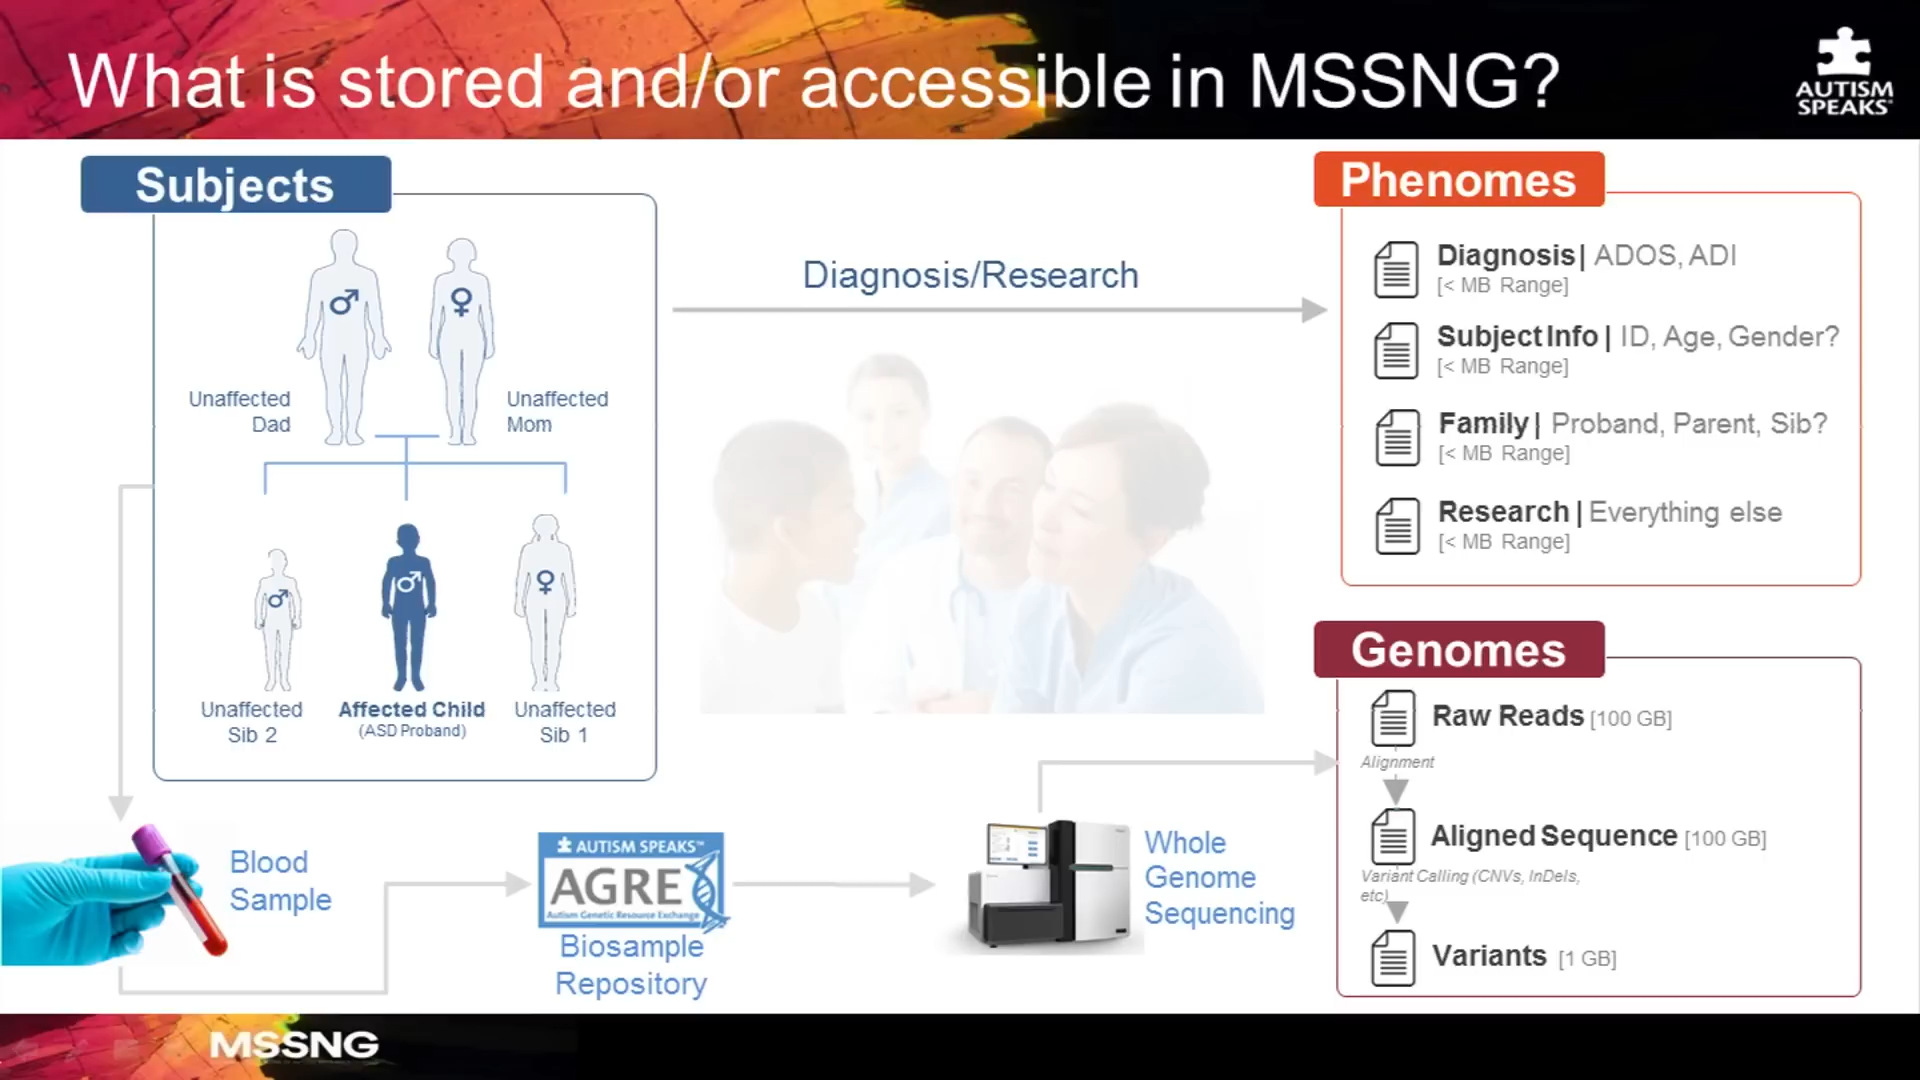 What is stored and/or accessible in MSSNG?
AUTISM
SPEAKS
Subjects
♂
♀
Unaffected
Dad
Unaffected
Mom
♂
♂
♀
Unaffected
Sib 2
Affected Child
(ASD Proband)
Unaffected
Sib 1
Diagnosis/Research
Phenomes
Diagnosis| ADOS, ADI
[< MB Range]
Subject Info | ID, Age, Gender?
[< MB Range]
Family| Proband, Parent, Sib?
[< MB Range]
Research | Everything else
[< MB Range]
Genomes
Raw Reads [100 GB]
Alignment
Aligned Sequence [100 GB]
Variant Calling (CNVs, InDels,
etc)
Variants [1 GB]
Blood
Sample
AUTISM SPEAKS™
AGRE
Autism Genetic Resource Exchange
Biosample
Repository
Whole
Genome
Sequencing
MSSNG